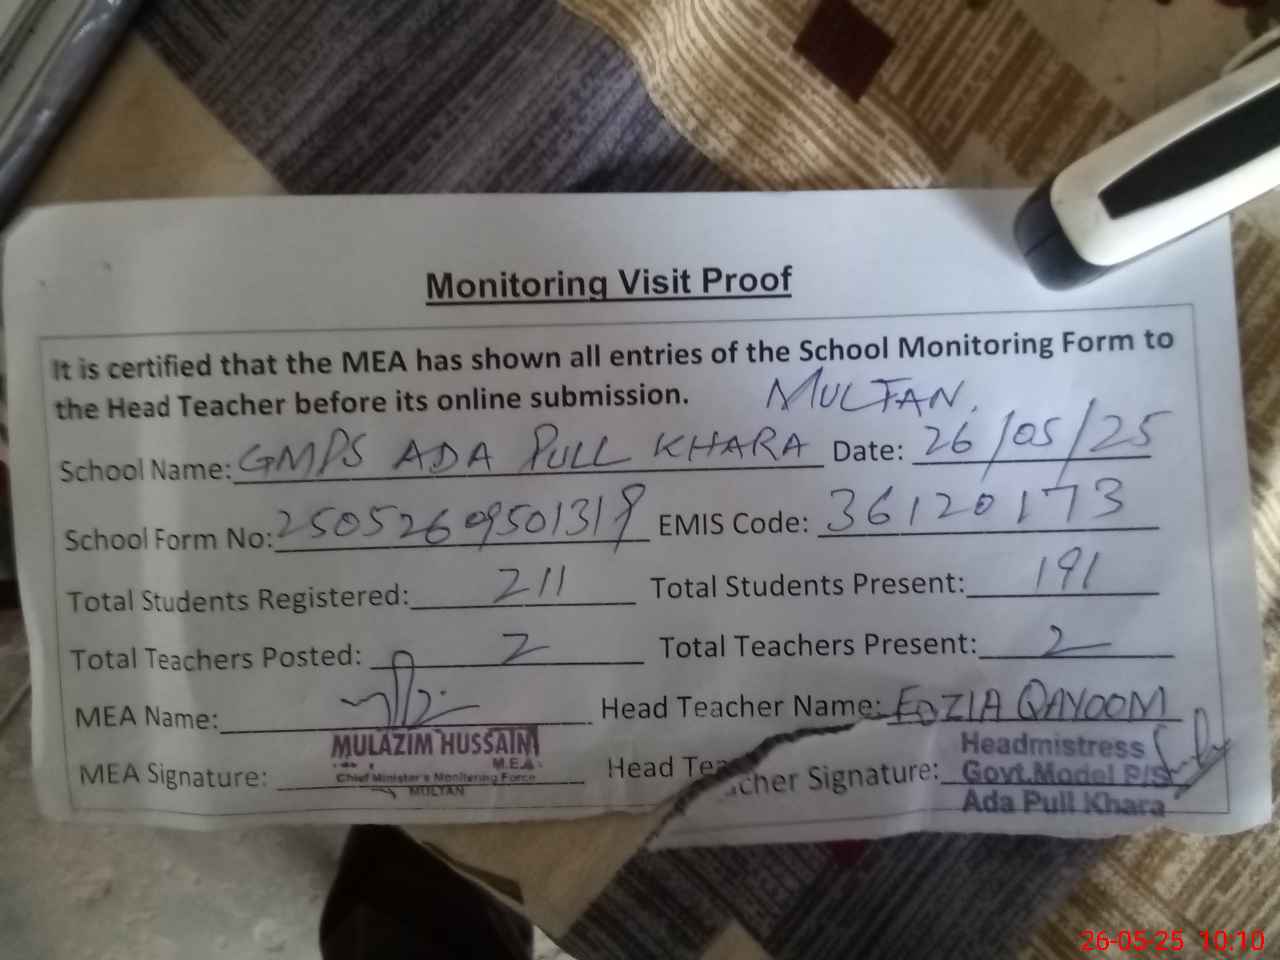 Monitoring Visit Proof
It is certified that the MEA has shown all entries of the School Monitoring Form to
the Head Teacher before its online submission. MULTAN.
School Name: GMPS ADA PULL KHARA Date: 26/05/25
School Form No: 25052609501319 EMIS Code: 36120173
Total Students Registered: 211 Total Students Present: 191
Total Teachers Posted: 2 Total Teachers Present: 2
MEA Name: Head Teacher Name: FOZIA QAYOOM
MULAZIM HUSSAIN Headmistress
M.E.A.
MEA Signature: Head Teacher Signature: Govt.Model P/S
Chief Minister's Monitoring Force
MULTAN Ada Pull Khara
26-05-25 10:10